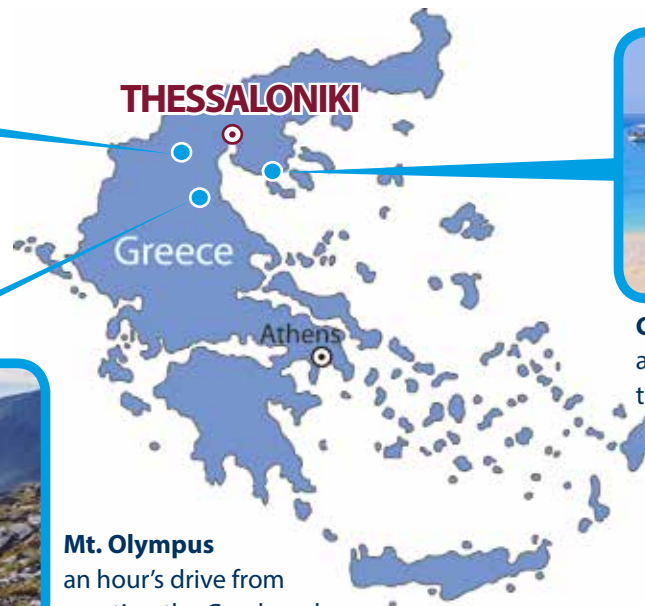 THESSALONIKI
Greece
Athens
Mt. Olympus
an hour's drive from